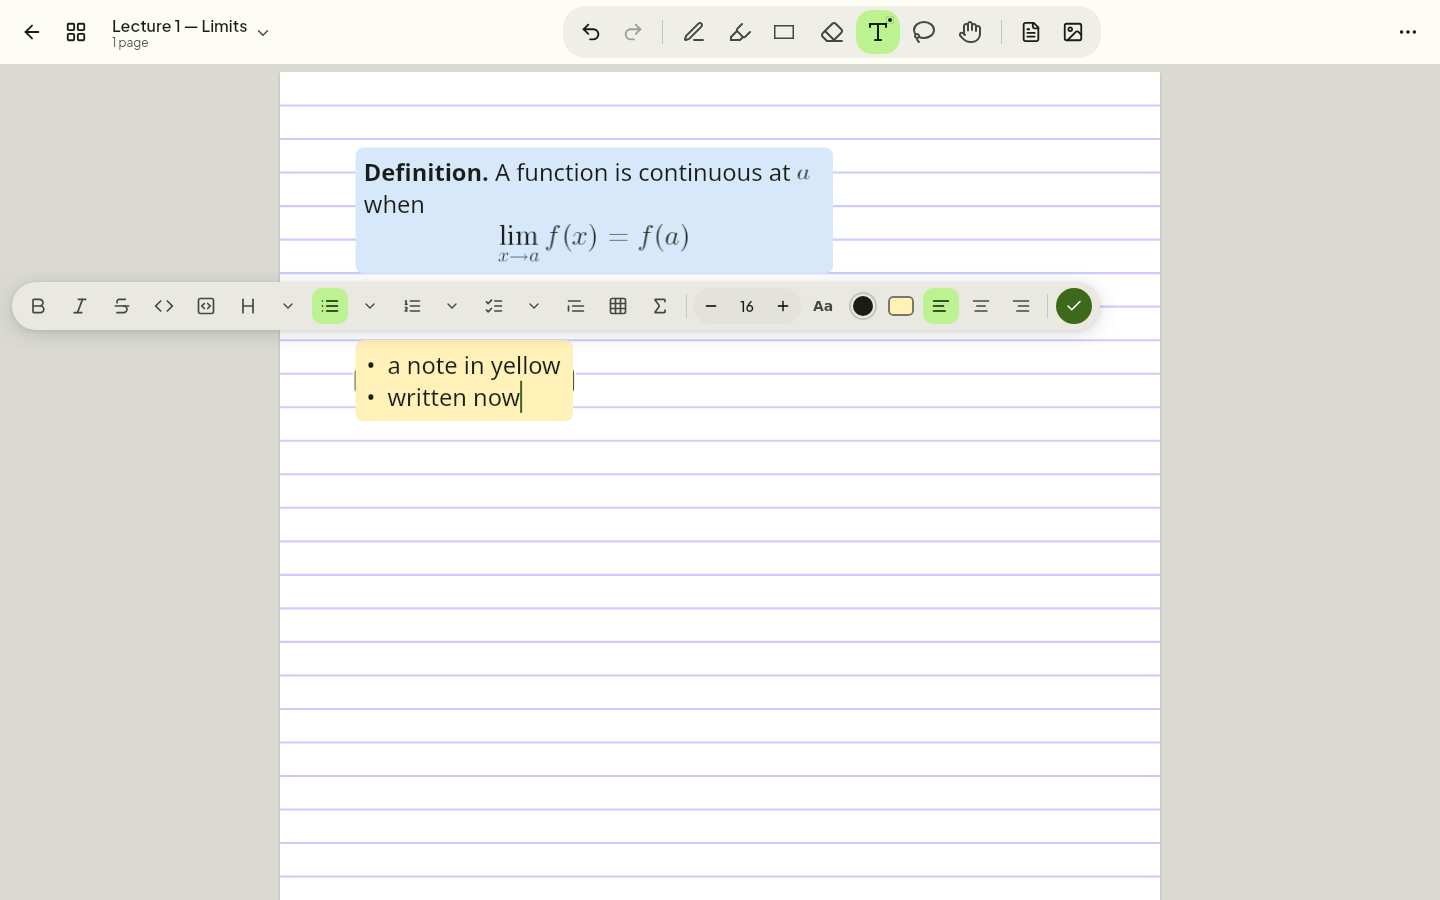 Lecture 1 — Limits
1 page
Definition. A function is continuous at a
when
lim x→a f(x) = f(a)
16
Aa
• a note in yellow
• written now